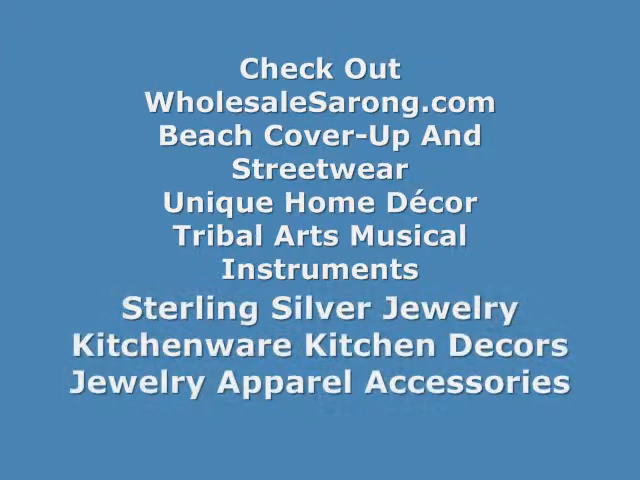 Check Out
WholesaleSarong.com
Beach Cover-Up And
Streetwear
Unique Home Décor
Tribal Arts Musical
Instruments
Sterling Silver Jewelry
Kitchenware Kitchen Decors
Jewelry Apparel Accessories